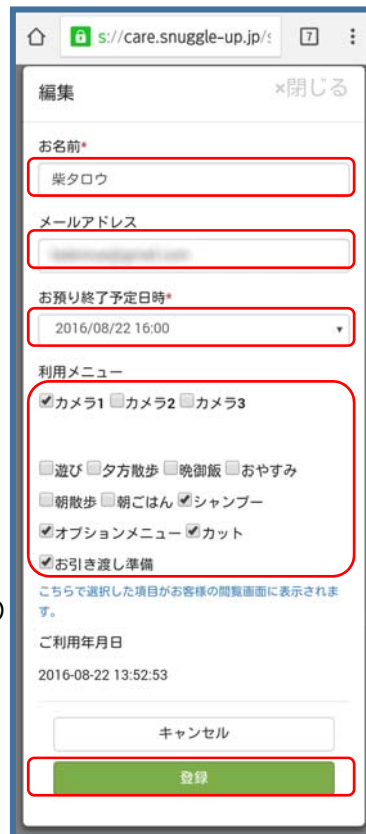 s://care.snuggle-up.jp/s
7
編集
×閉じる
お名前*
柴タロウ
メールアドレス
お預り終了予定日時*
2016/08/22 16:00
利用メニュー
カメラ1 カメラ2 カメラ3
遊び 夕方散歩 晩御飯 おやすみ
朝散歩 朝ごはん シャンプー
オプションメニュー カット
お引き渡し準備
こちらで選択した項目がお客様の閲覧画面に表示されま
す。
ご利用年月日
2016-08-22 13:52:53
キャンセル
登録